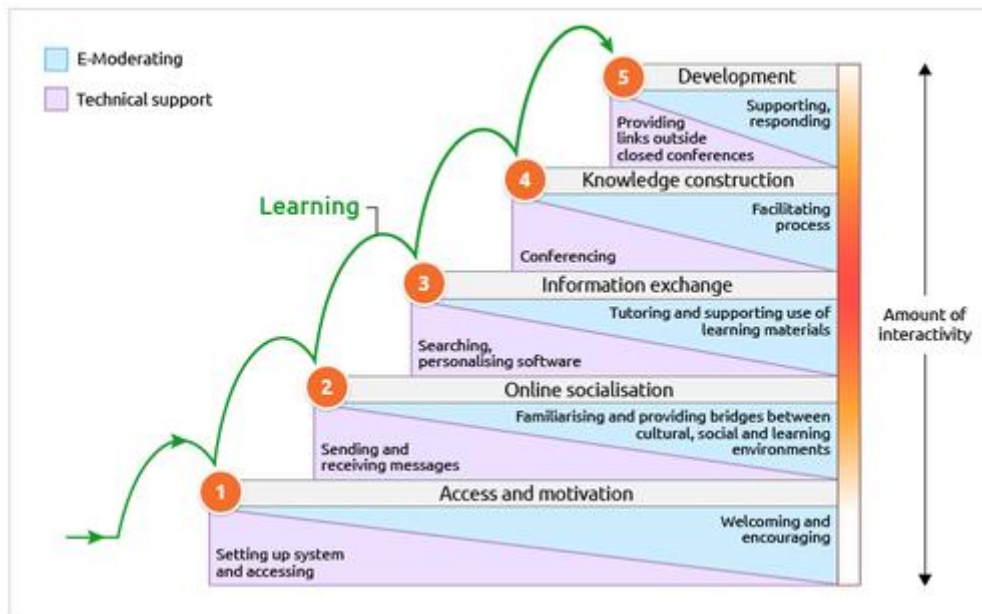 E-Moderating
Technical support
Learning
5
Development
Supporting,
responding
Providing
links outside
closed conferences
4
Knowledge construction
Facilitating
process
Conferencing
3
Information exchange
Tutoring and supporting use of
learning materials
Searching,
personalising software
2
Online socialisation
Familiarising and providing bridges between
cultural, social and learning
environments
Sending and
receiving messages
1
Access and motivation
Welcoming and
encouraging
Setting up system
and accessing
Amount of
interactivity